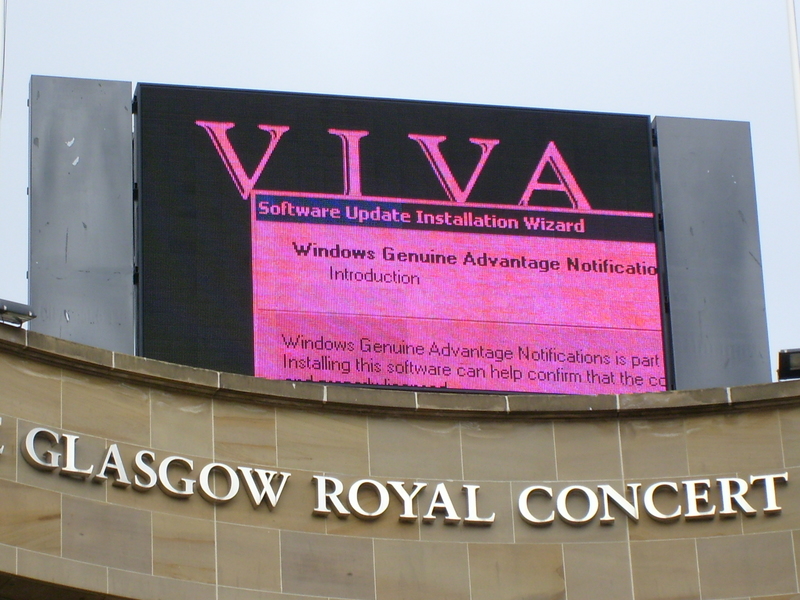 VIVA
Software Update Installation Wizard
Windows Genuine Advantage Notificatio
Introduction
Windows Genuine Advantage Notifications is part
Installing this software can help confirm that the co
GLASGOW ROYAL CONCERT